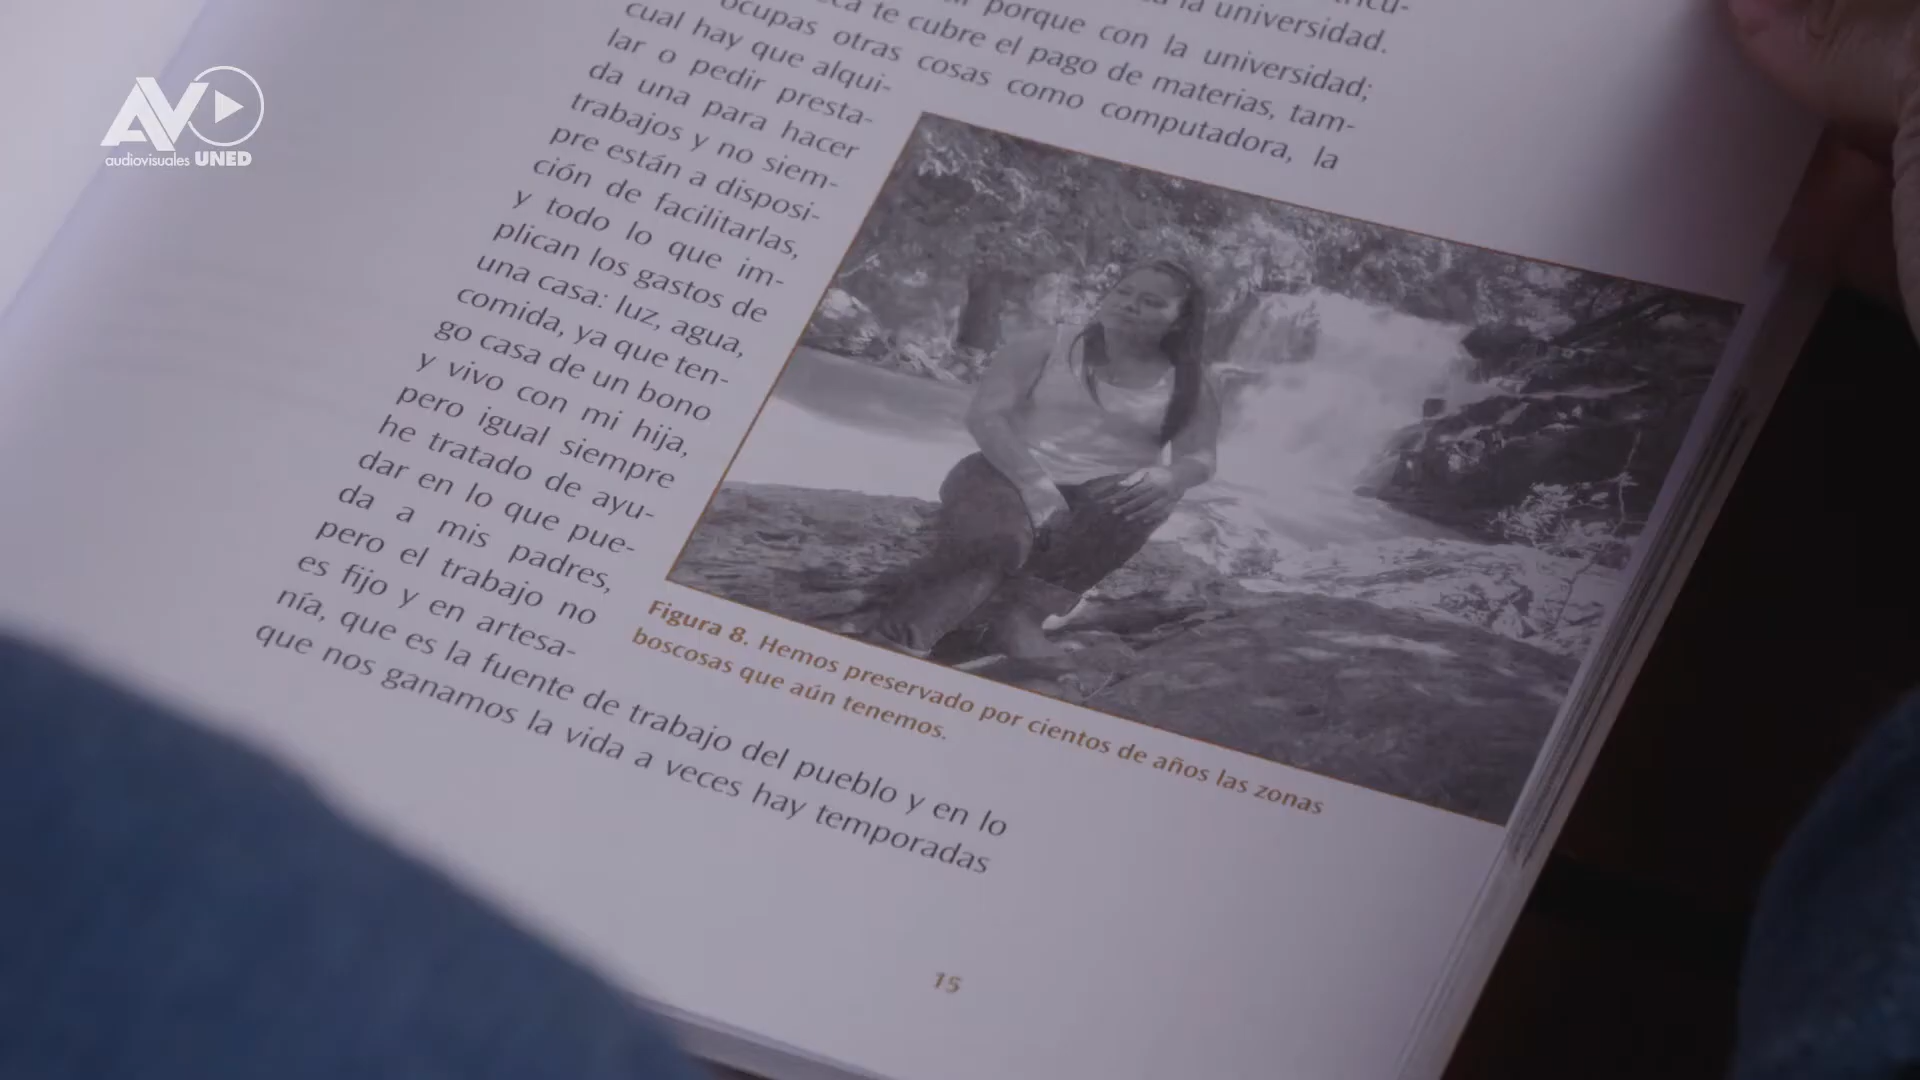 AV
audiovisuales UNED
la universidad.
porque con la universidad;
te cubre el pago de materias, tam-
ocupas otras cosas como computadora, la
cual hay que alqui-
lar o pedir presta-
da una para hacer
trabajos y no siem-
pre están a disposi-
ción de facilitarlas,
y todo lo que im-
plican los gastos de
una casa: luz, agua,
comida, ya que ten-
go casa de un bono
y vivo con mi hija,
pero igual siempre
he tratado de ayu-
dar en lo que pue-
da a mis padres,
pero el trabajo no
es fijo y en artesa-
nía, que es la fuente de trabajo del pueblo y en lo
que nos ganamos la vida a veces hay temporadas
Figura 8. Hemos preservado por cientos de años las zonas
boscosas que aún tenemos.
15